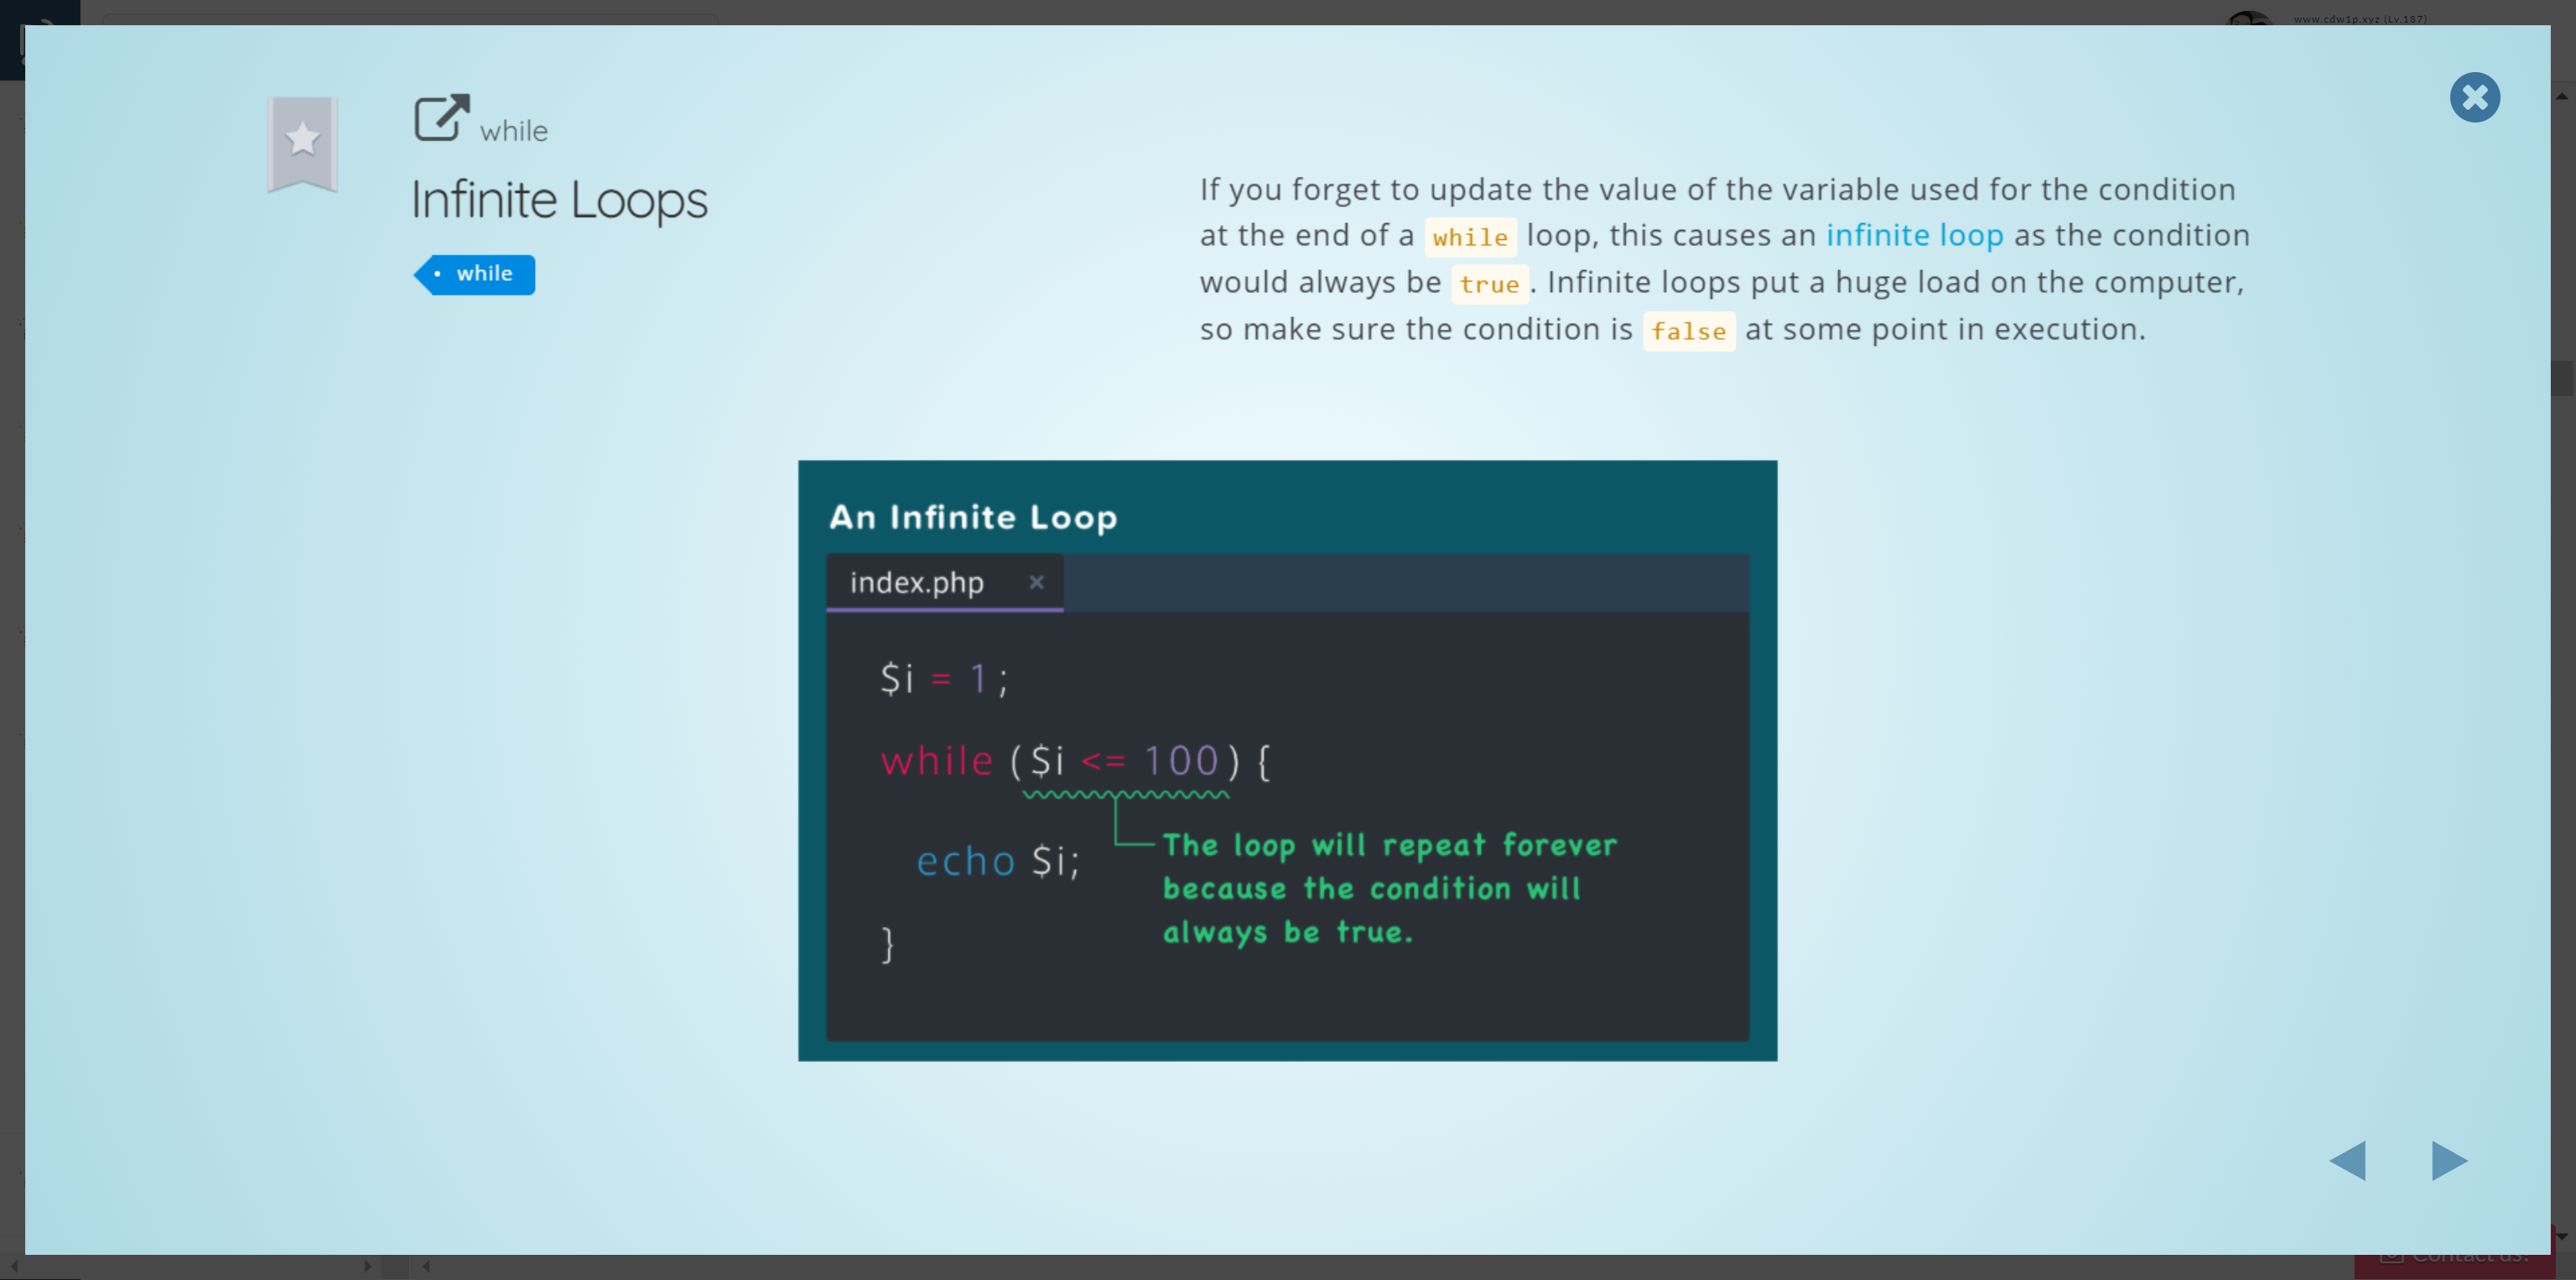 www.cdw1p.xyz (Lv.187)
while
Infinite Loops
• while
If you forget to update the value of the variable used for the condition
at the end of a while loop, this causes an infinite loop as the condition
would always be true. Infinite loops put a huge load on the computer,
so make sure the condition is false at some point in execution.
An Infinite Loop
index.php ×
$i = 1;
while ($i <= 100) {
The loop will repeat forever
echo $i;
because the condition will
always be true.
}
Contact us!